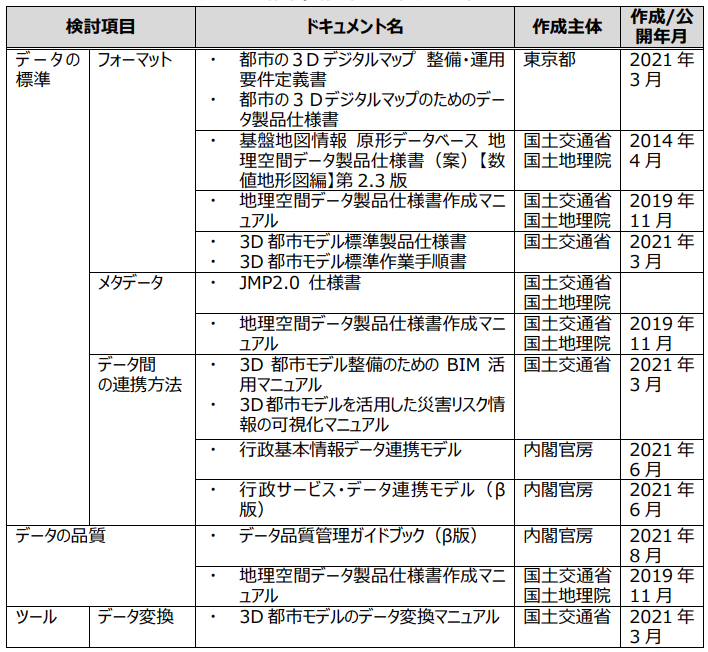 検討項目
ドキュメント名
作成主体
作成/公
開年月
データの
標準
フォーマット
・ 都市の３Ｄデジタルマップ 整備・運用
要件定義書
・ 都市の３Ｄデジタルマップのためのデー
タ製品仕様書
東京都
2021 年
3 月
・ 基盤地図情報 原形データベース 地
理空間データ製品仕様書（案）【数
値地形図編】第 2.3 版
国土交通省
国土地理院
2014 年
4 月
・ 地理空間データ製品仕様書作成マニ
ュアル
国土交通省
国土地理院
2019 年
11 月
・ 3D 都市モデル標準製品仕様書
・ 3D 都市モデル標準作業手順書
国土交通省
2021 年
3 月
メタデータ
・ JMP2.0 仕様書
国土交通省
国土地理院
・ 地理空間データ製品仕様書作成マニ
ュアル
国土交通省
国土地理院
2019 年
11 月
データ間
の連携方法
・ 3D 都市モデル整備のための BIM 活
用マニュアル
・ 3D 都市モデルを活用した災害リスク情
報の可視化マニュアル
国土交通省
2021 年
3 月
・ 行政基本情報データ連携モデル
内閣官房
2021 年
6 月
・ 行政サービス・データ連携モデル（β
版）
内閣官房
2021 年
6 月
データの品質
・ データ品質管理ガイドブック（β版）
内閣官房
2021 年
8 月
・ 地理空間データ製品仕様書作成マニ
ュアル
国土交通省
国土地理院
2019 年
11 月
ツール
データ変換
・ 3D 都市モデルのデータ変換マニュアル
国土交通省
2021 年
3 月